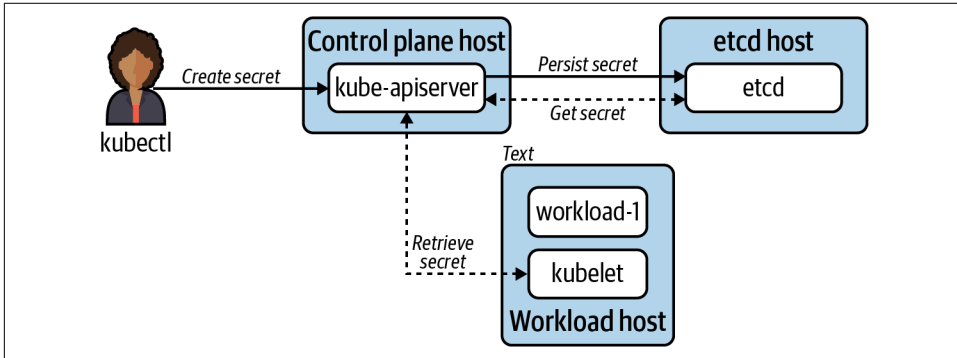 Control plane host
etcd host
Create secret
kube-apiserver
Persist secret
etcd
Get secret
kubectl
Text
workload-1
Retrieve
secret
kubelet
Workload host